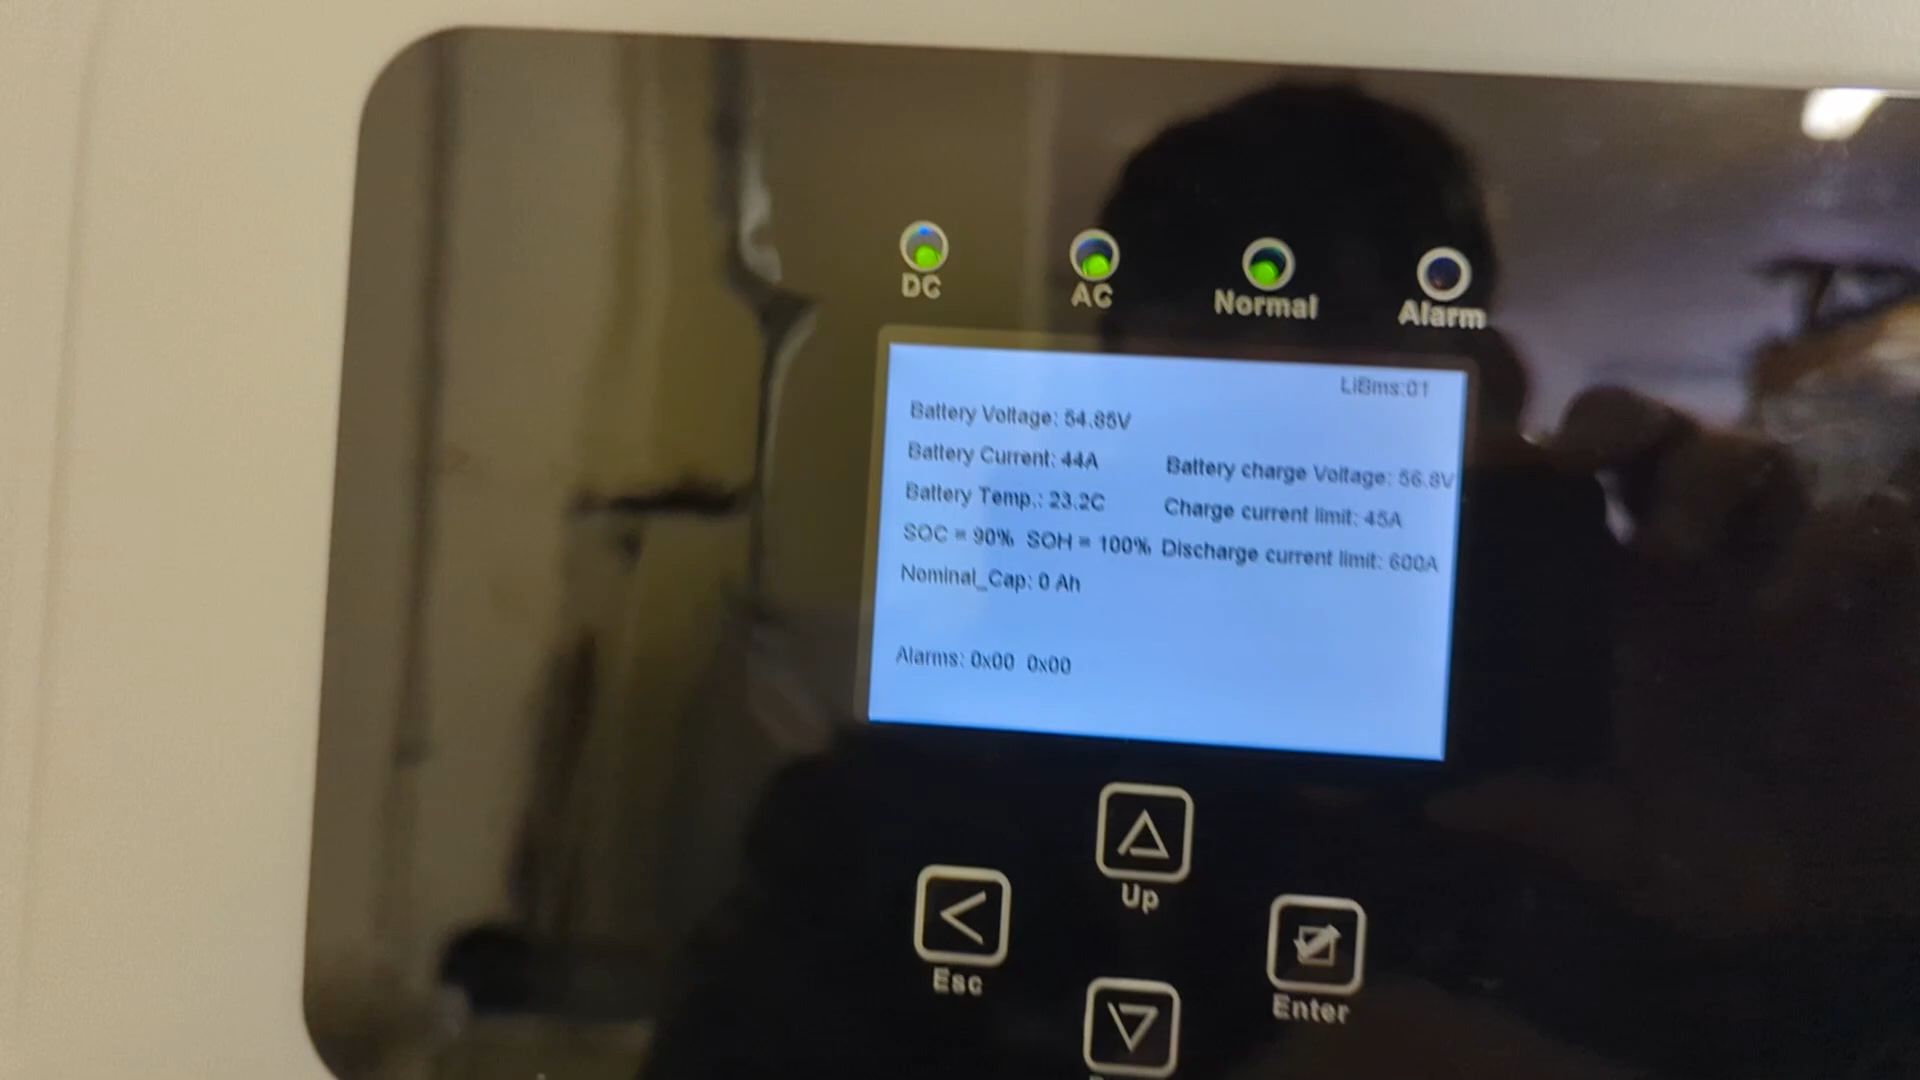 DC
AC
Normal
Alarm
LiBms:01
Battery Voltage: 54.85V
Battery Current: 44A
Battery charge Voltage: 56.8V
Battery Temp.: 23.2C
Charge current limit: 45A
SOC = 90% SOH = 100%
Discharge current limit: 600A
Nominal_Cap: 0 Ah
Alarms: 0x00 0x00
Up
Esc
Enter